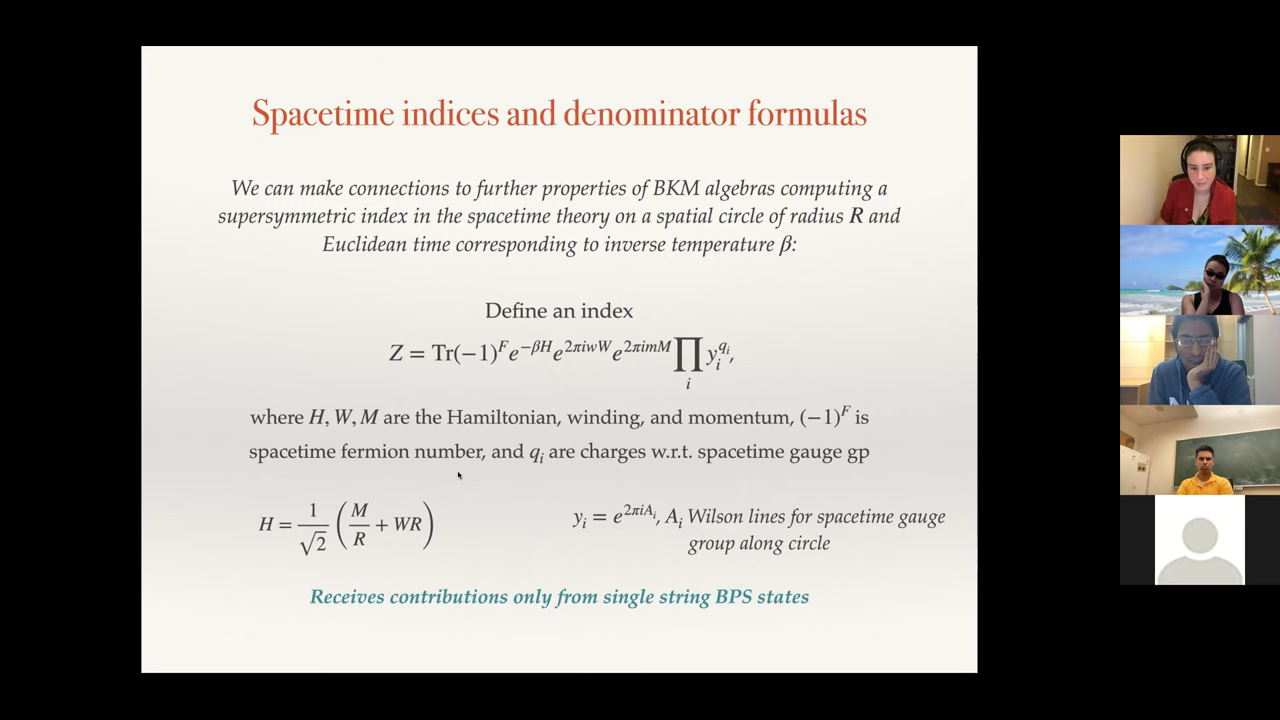 Spacetime indices and denominator formulas
We can make connections to further properties of BKM algebras computing a
supersymmetric index in the spacetime theory on a spatial circle of radius R and
Euclidean time corresponding to inverse temperature β:
Define an index
Z = Tr(−1)^F e^{−βH} e^{2πiwW} e^{2πimM} ∏_i y_i^{q_i},
where H, W, M are the Hamiltonian, winding, and momentum, (−1)^F is
spacetime fermion number, and q_i are charges w.r.t. spacetime gauge gp
H = 1/√2 (M/R + WR)
y_i = e^{2πiA_i}, A_i Wilson lines for spacetime gauge
group along circle
Receives contributions only from single string BPS states